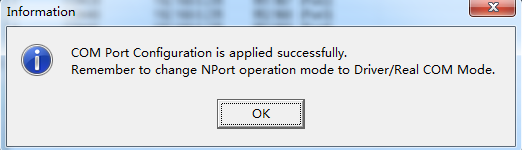 Information
COM Port Configuration is applied successfully.
Remember to change NPort operation mode to Driver/Real COM Mode.
OK